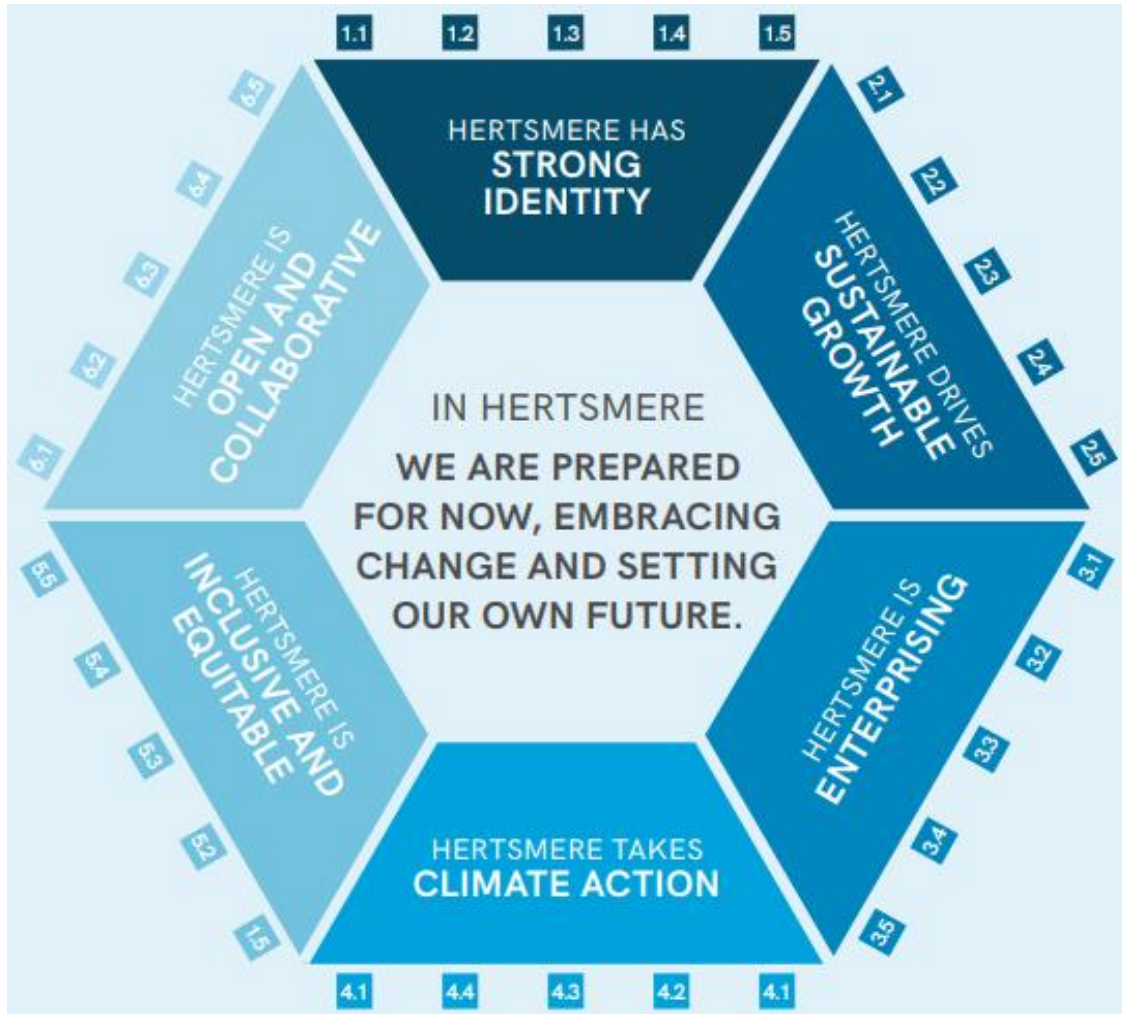 1.1 1.2 1.3 1.4 1.5
HERTSMERE HAS
STRONG
IDENTITY
2.1
2.2
2.3
2.4
2.5
HERTSMERE DRIVES
SUSTAINABLE
GROWTH
3.1
3.2
3.3
3.4
3.5
HERTSMERE IS
ENTERPRISING
4.1 4.4 4.3 4.2 4.1
HERTSMERE TAKES
CLIMATE ACTION
1.5
5.2
5.3
5.4
5.5
HERTSMERE IS
INCLUSIVE AND
EQUITABLE
6.1
6.2
6.3
6.4
6.5
HERTSMERE IS
OPEN AND
COLLABORATIVE
IN HERTSMERE
WE ARE PREPARED
FOR NOW, EMBRACING
CHANGE AND SETTING
OUR OWN FUTURE.